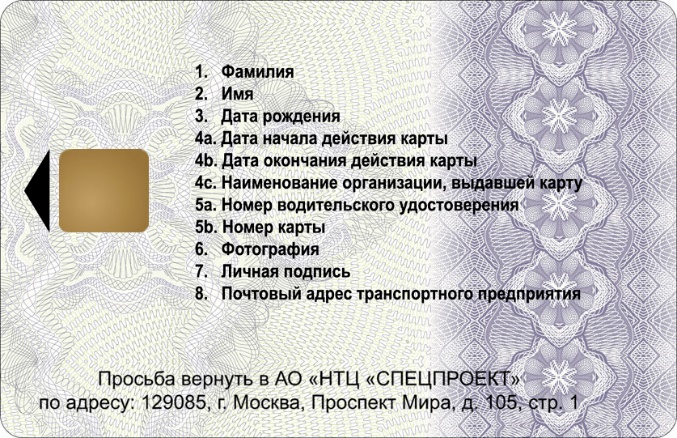 1. Фамилия
2. Имя
3. Дата рождения
4a. Дата начала действия карты
4b. Дата окончания действия карты
4c. Наименование организации, выдавшей карту
5a. Номер водительского удостоверения
5b. Номер карты
6. Фотография
7. Личная подпись
8. Почтовый адрес транспортного предприятия
Просьба вернуть в АО «НТЦ «СПЕЦПРОЕКТ»
по адресу: 129085, г. Москва, Проспект Мира, д. 105, стр. 1